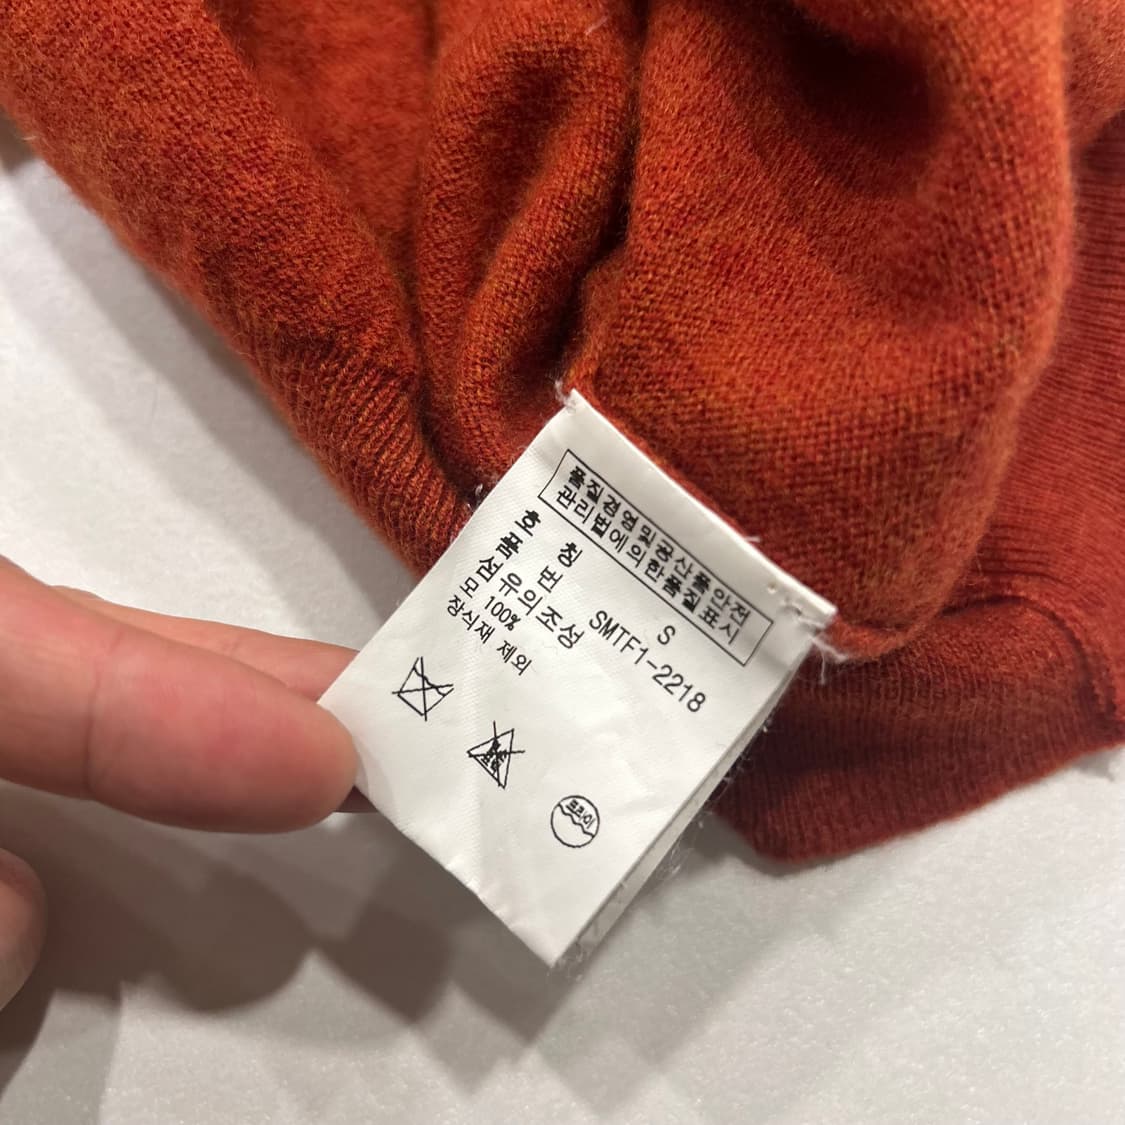 품질경영및공산품안전
관리법에의한품질표시
호 칭 S
품 번 SMTF1-2218
섬유의조성
모 100%
장식재 제외
드라이